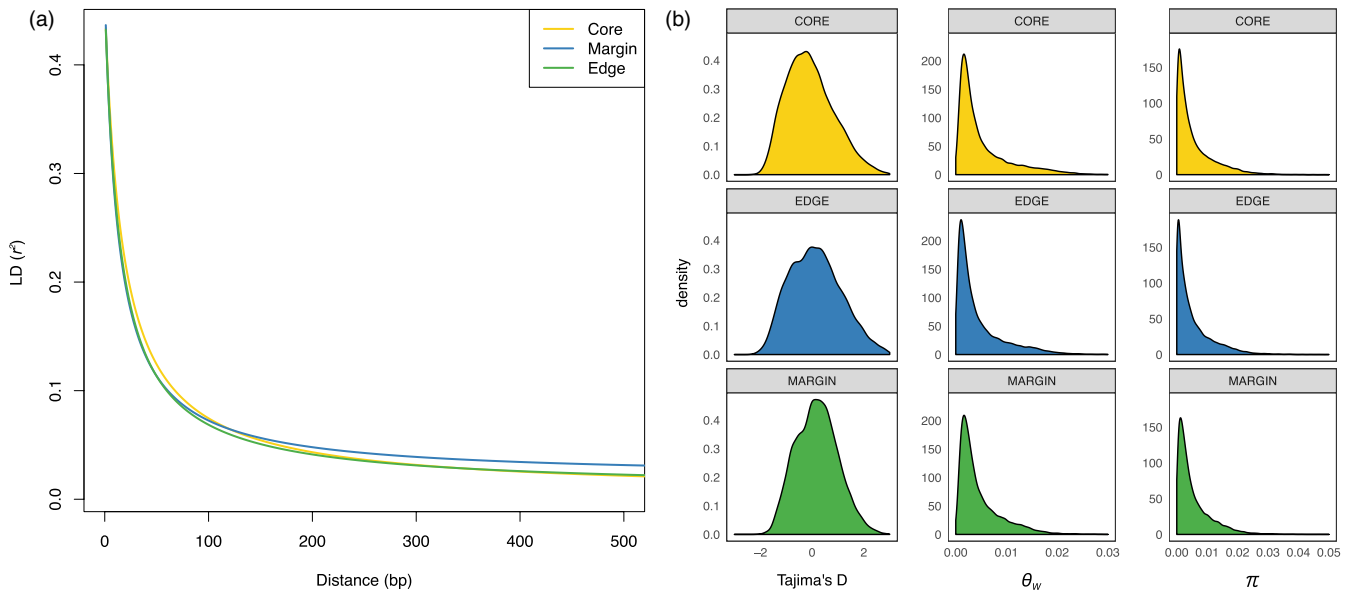 (a)
Core
Margin
Edge
LD (r²)
0.0
0.1
0.2
0.3
0.4
0
100
200
300
400
500
Distance (bp)
(b)
density
CORE
0.4
0.3
0.2
0.1
0.0
CORE
200
150
100
50
0
CORE
150
100
50
0
EDGE
0.4
0.3
0.2
0.1
0.0
EDGE
200
150
100
50
0
EDGE
150
100
50
0
MARGIN
0.4
0.3
0.2
0.1
0.0
MARGIN
200
150
100
50
0
MARGIN
150
100
50
0
−2 0 2
0.00 0.01 0.02 0.03
0.00 0.01 0.02 0.03 0.04 0.05
Tajima's D
θw
π